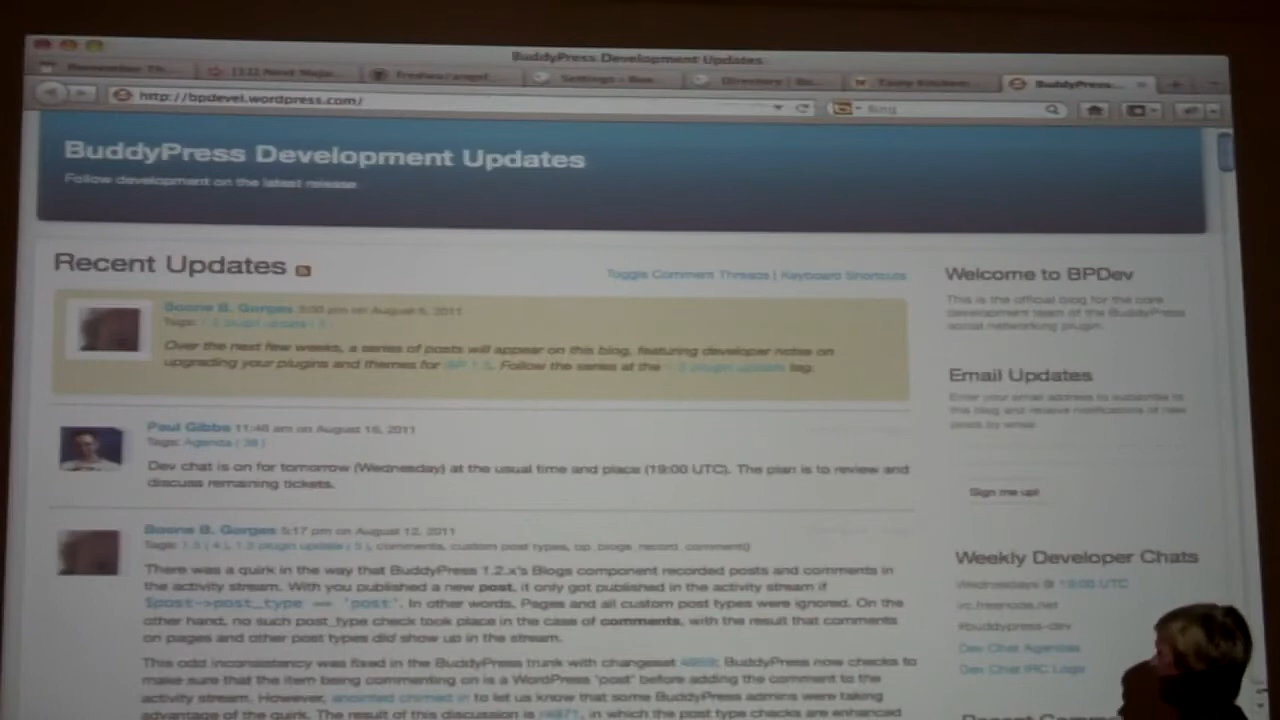 BuddyPress Development Updates
Remember Th...
Settings ‹ Boo...
Directory | Bu...
BuddyPress...
http://bpdevel.wordpress.com/
Bing
BuddyPress Development Updates
Follow development on the latest release
Recent Updates
Toggle Comment Threads | Keyboard Shortcuts
Boone B. Gorges
on August 5, 2011
Tags:
Over the next few weeks, a series of posts will appear on this blog, featuring developer notes on
upgrading your plugins and themes for BP 1.5. Follow the series at the 1.5 plugin update tag.
Paul Gibbs 11:48 am on August 16, 2011
Tags: Agenda ( 38 )
Dev chat is on for tomorrow (Wednesday) at the usual time and place (19:00 UTC). The plan is to review and
discuss remaining tickets.
Boone B. Gorges 5:17 pm on August 12, 2011
Tags: 1.5 ( 4 ), 1.5 plugin update ( 5 ), comments, custom post types, bp_blogs_record_comment()
There was a quirk in the way that BuddyPress 1.2.x's Blogs component recorded posts and comments in
the activity stream. With you published a new post, it only got published in the activity stream if
$post->post_type == 'post'. In other words, Pages and all custom post types were ignored. On the
other hand, no such post_type check took place in the case of comments, with the result that comments
on pages and other post types did show up in the stream.
This odd inconsistency was fixed in the BuddyPress trunk with changeset ; BuddyPress now checks to
make sure that the item being commenting on is a WordPress 'post' before adding the comment to the
activity stream. However, chimed in to let us know that some BuddyPress admins were taking
advantage of the quirk. The result of this discussion is , in which the post type checks are enhanced
Welcome to BPDev
This is the official blog for the core
development team of the BuddyPress
social networking plugin.
Email Updates
Enter your email address to subscribe to
this blog and receive notifications of new
posts by email.
Sign me up!
Weekly Developer Chats
Wednesdays @ 19:00 UTC
irc.freenode.net
#buddypress-dev
Dev Chat Agendas
Dev Chat IRC Logs